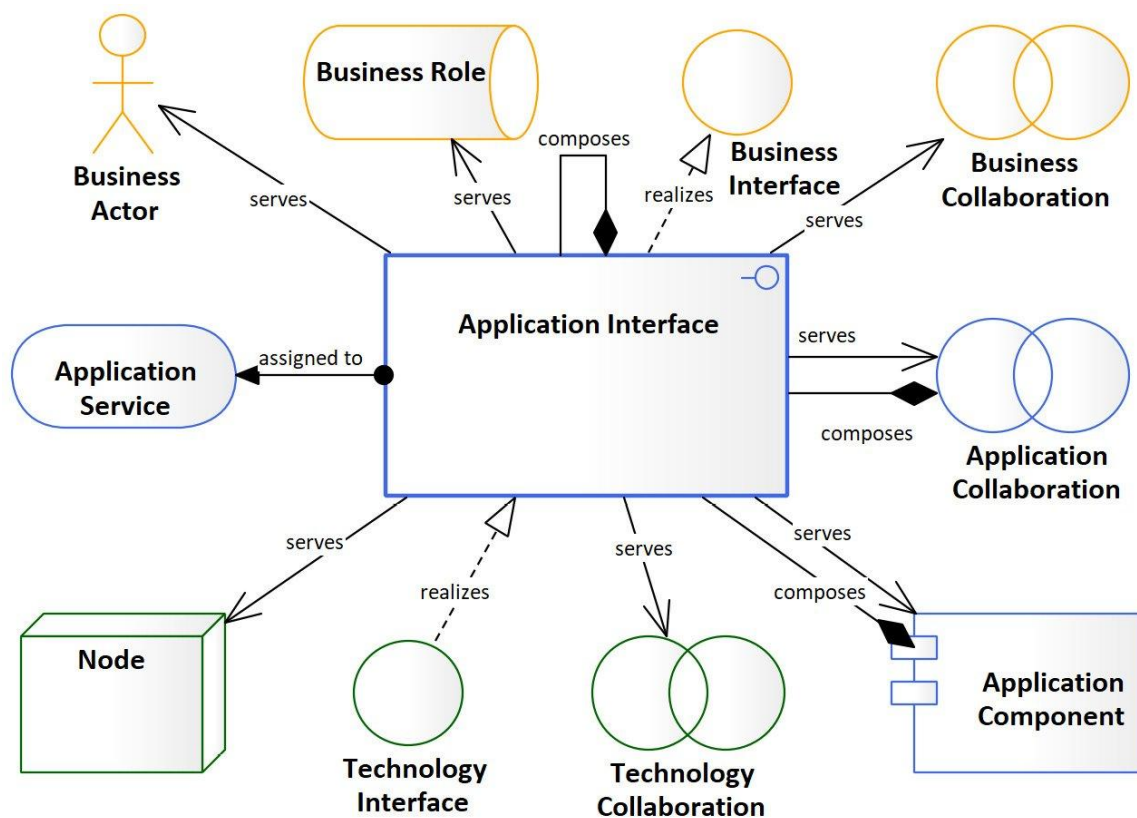 Business Role
composes
Business
Interface
Business
Collaboration
Business
Actor
serves
serves
realizes
serves
Application Interface
serves
Application
Service
assigned to
composes
Application
Collaboration
serves
realizes
serves
serves
composes
Node
Technology
Interface
Technology
Collaboration
Application
Component